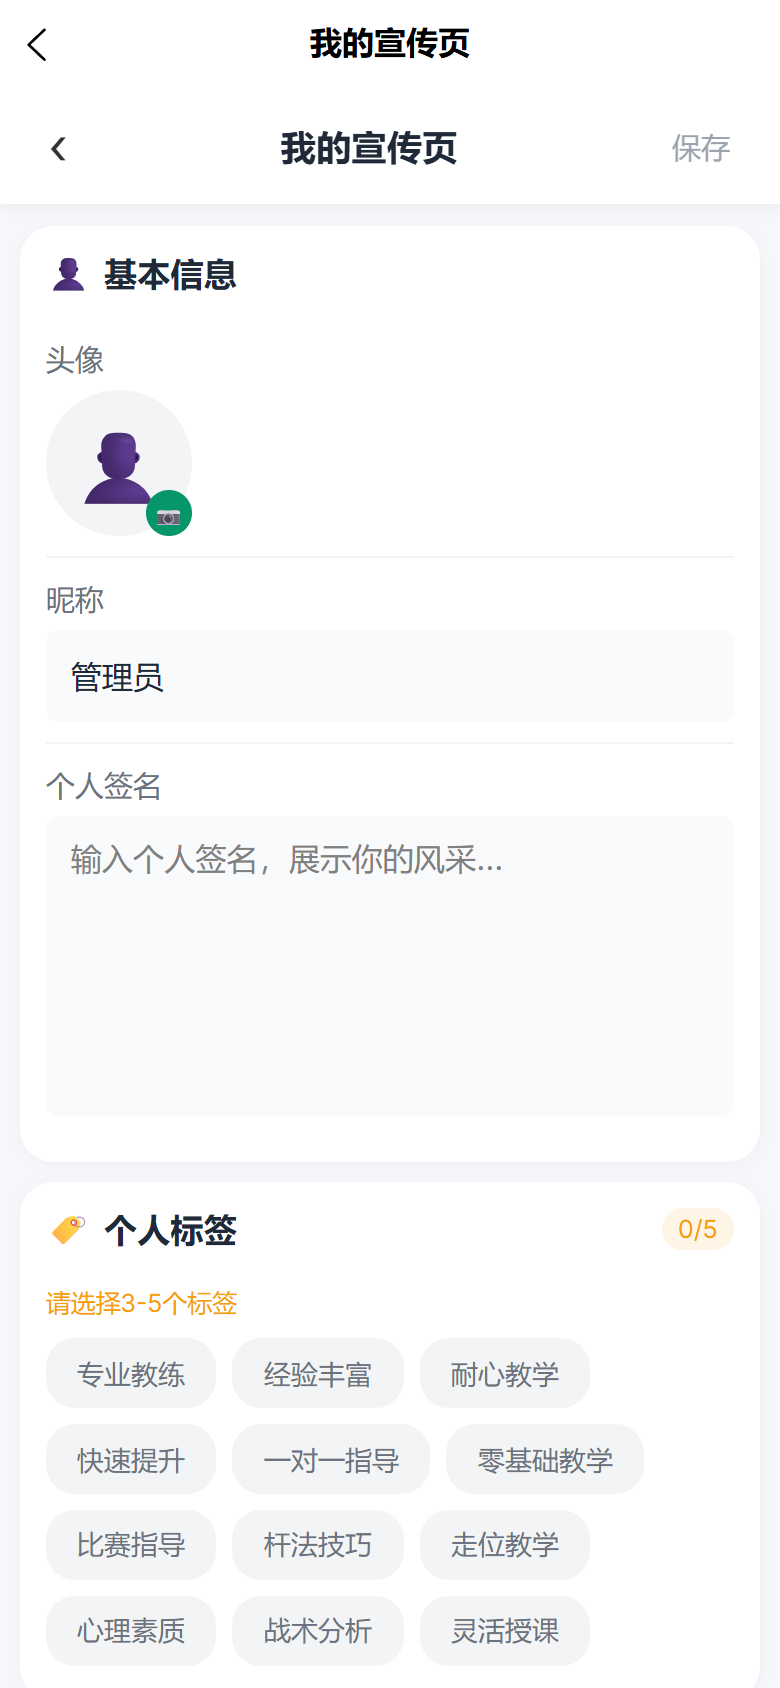 我的宣传页
我的宣传页 保存
基本信息
头像
昵称
管理员
个人签名
输入个人签名，展示你的风采...
个人标签 0/5
请选择3-5个标签
专业教练 经验丰富 耐心教学
快速提升 一对一指导 零基础教学
比赛指导 杆法技巧 走位教学
心理素质 战术分析 灵活授课